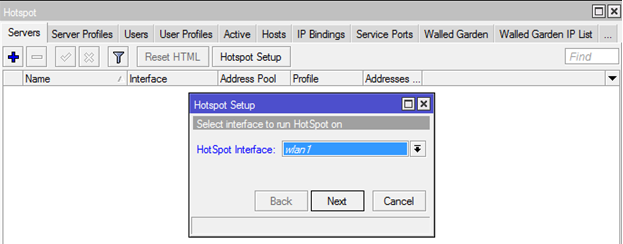 Hotspot
Servers Server Profiles Users User Profiles Active Hosts IP Bindings Service Ports Walled Garden Walled Garden IP List ...
Reset HTML Hotspot Setup Find
Name Interface Address Pool Profile Addresses ...
Hotspot Setup
Select interface to run HotSpot on
HotSpot Interface: wlan1
Back Next Cancel